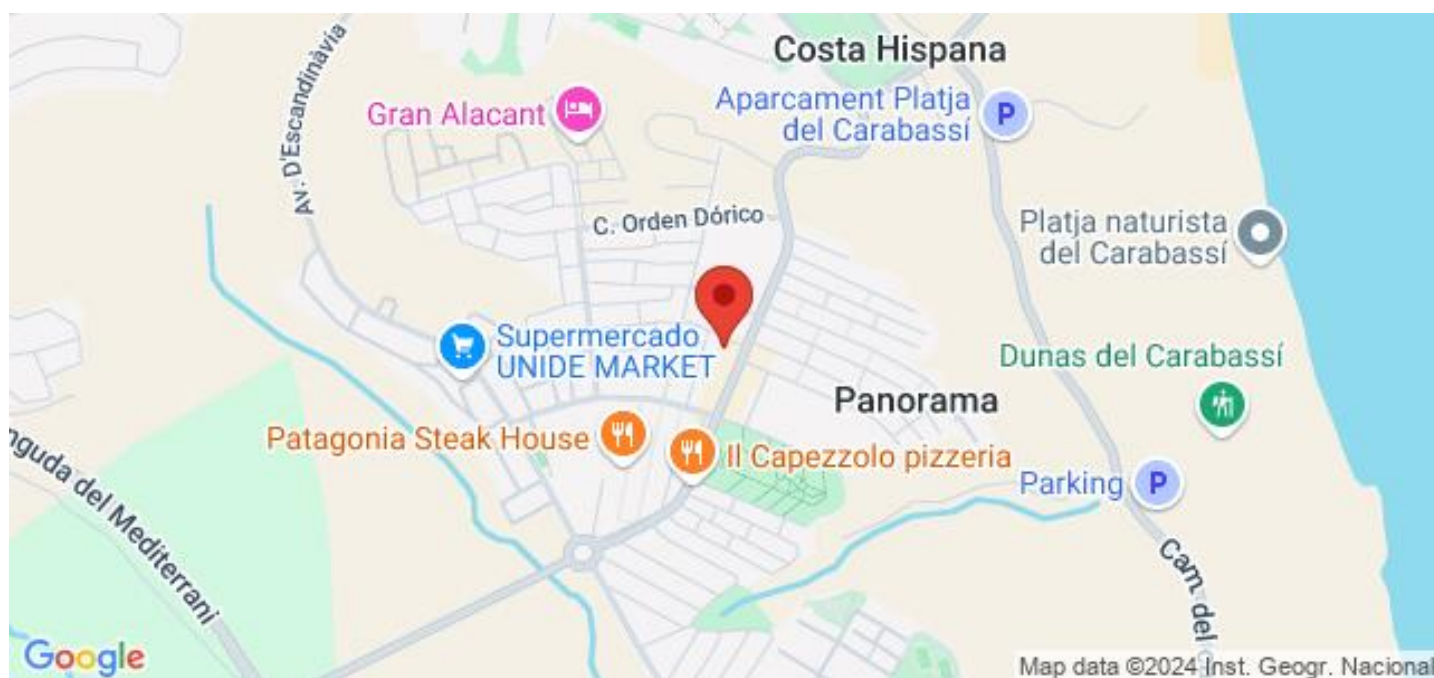 Costa Hispana
Av. D'Escandinàvia
Gran Alacant
Aparcament Platja
del Carabassí
P
C. Orden Dórico
Platja naturista
del Carabassí
Supermercado
UNIDE MARKET
Dunas del Carabassí
Panorama
Patagonia Steak House
Il Capezzolo pizzeria
Parking
P
nguda del Mediterrani
Cam. del
Google
Map data ©2024 Inst. Geogr. Nacional